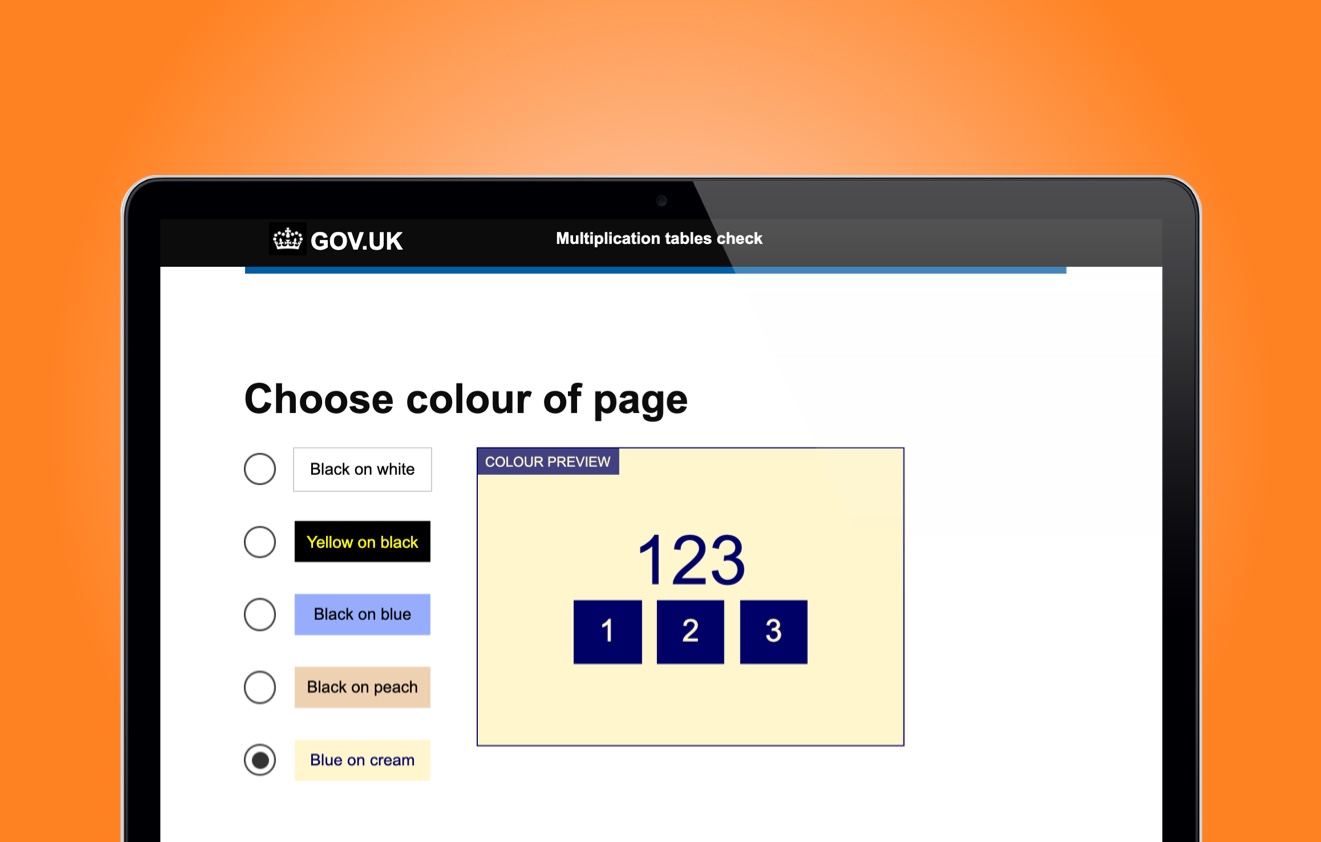 GOV.UK
Multiplication tables check
Choose colour of page
Black on white
Yellow on black
Black on blue
Black on peach
Blue on cream
COLOUR PREVIEW
123
1 2 3